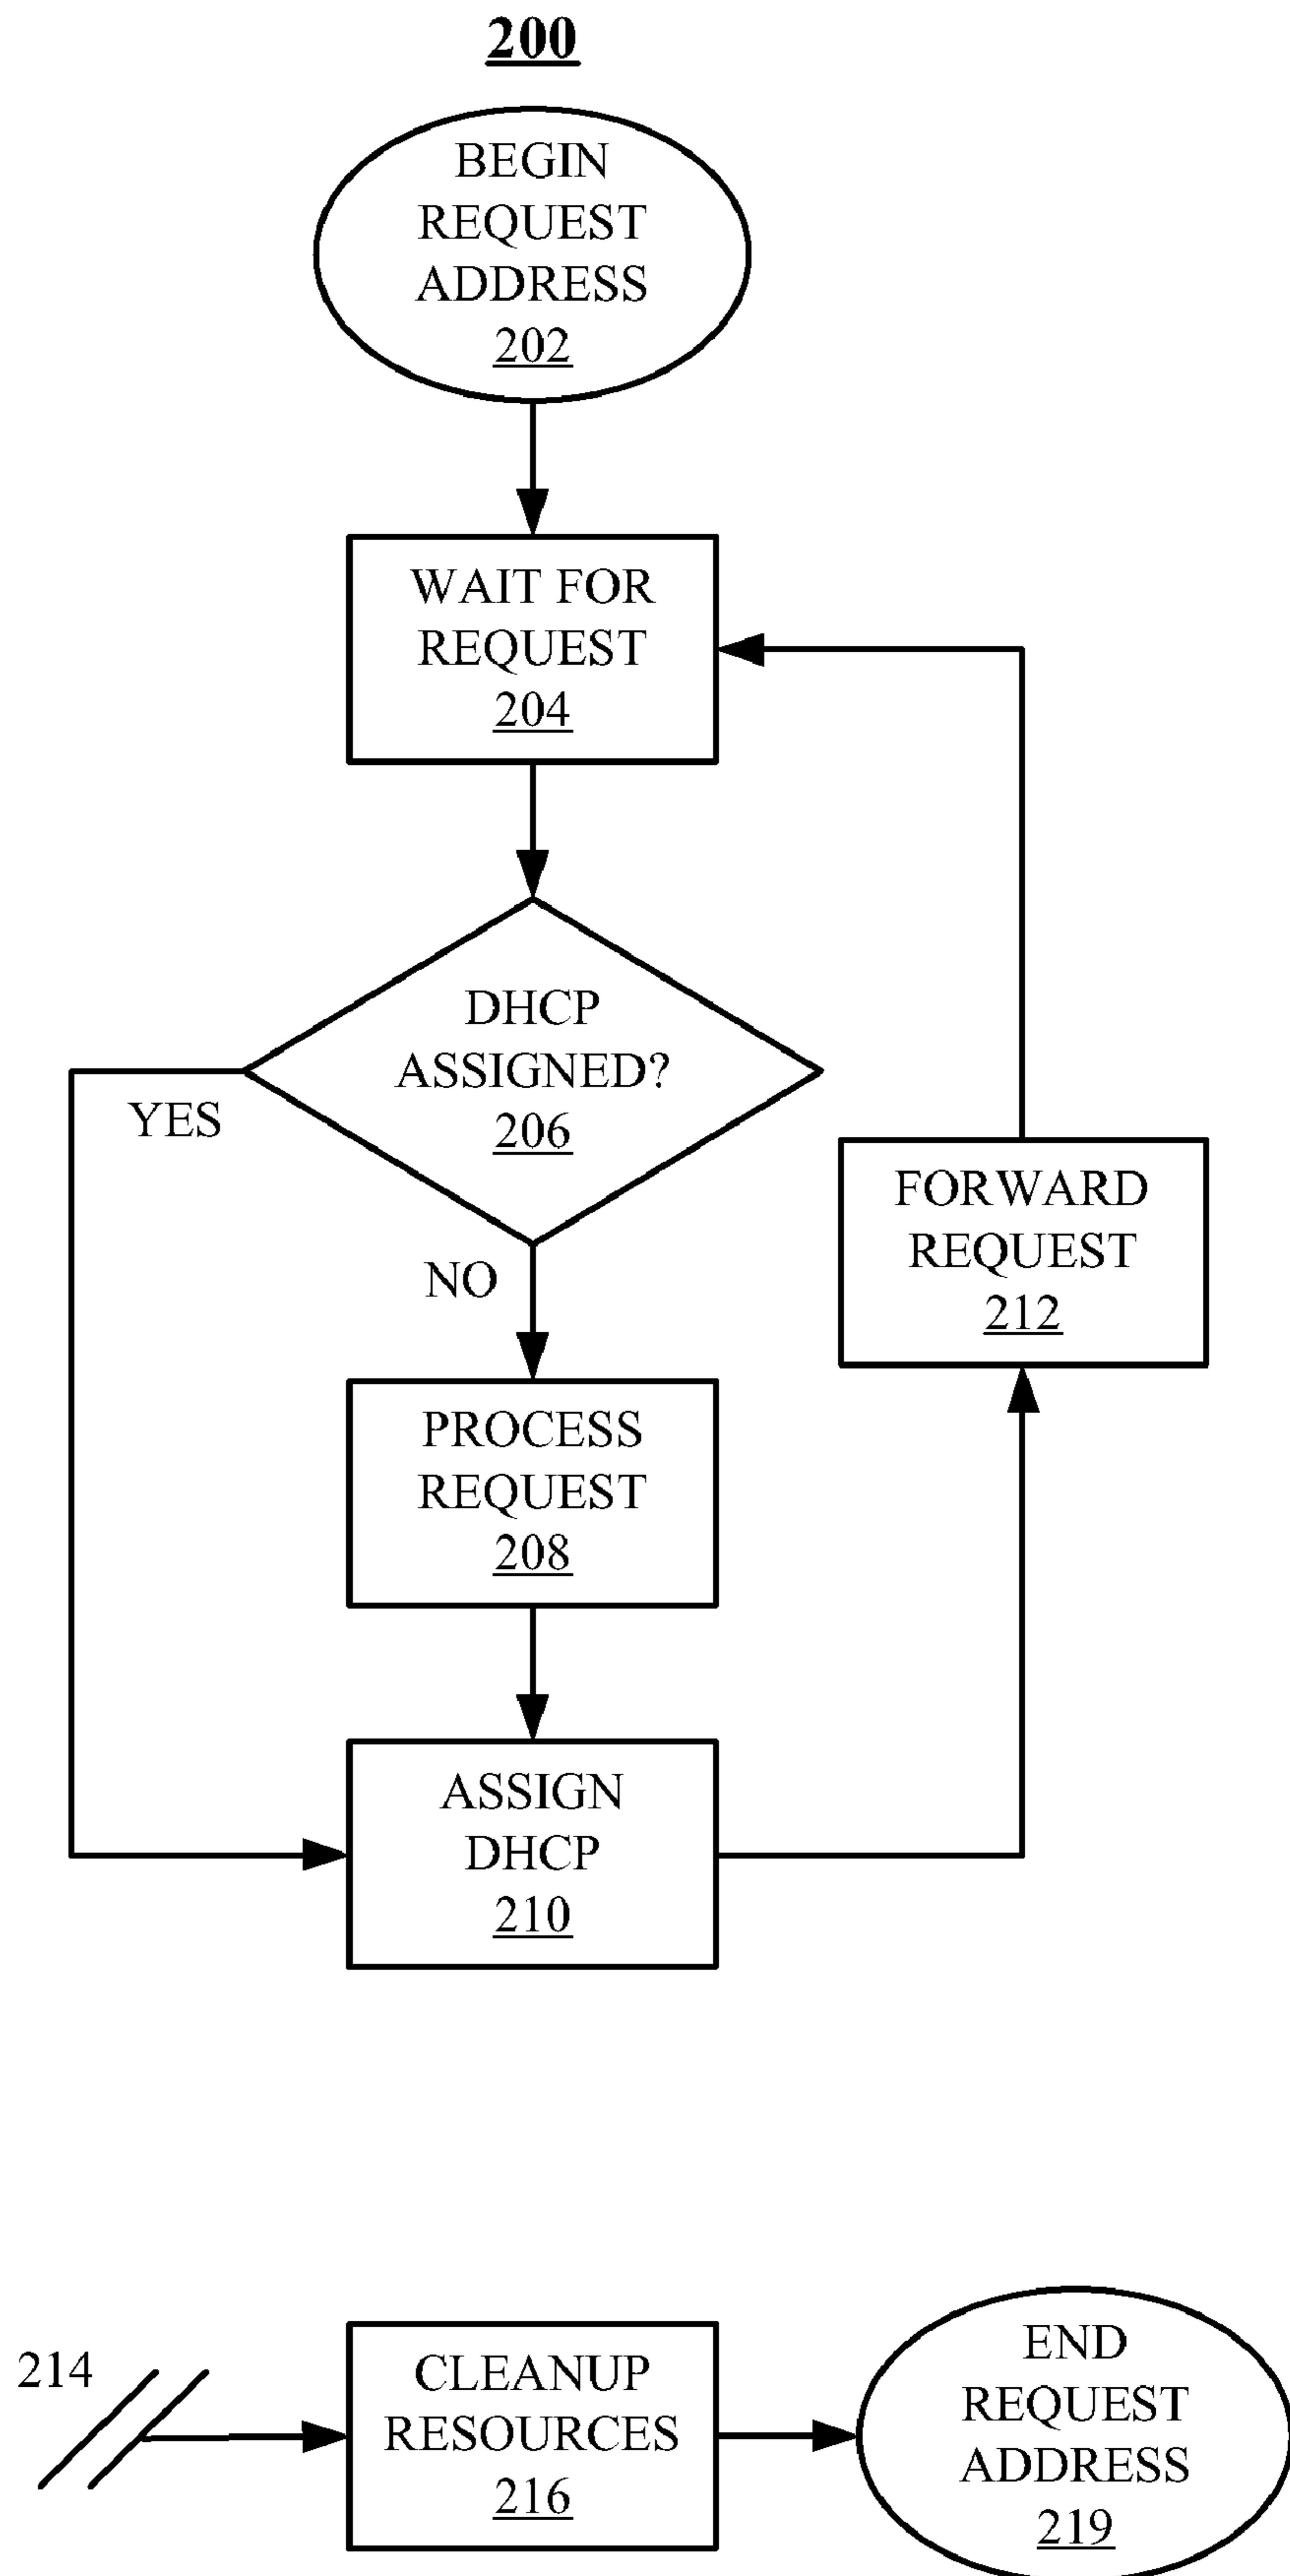 200
BEGIN
REQUEST
ADDRESS
202
WAIT FOR
REQUEST
204
DHCP
ASSIGNED?
206
YES
NO
FORWARD
REQUEST
212
PROCESS
REQUEST
208
ASSIGN
DHCP
210
214
CLEANUP
RESOURCES
216
END
REQUEST
ADDRESS
219